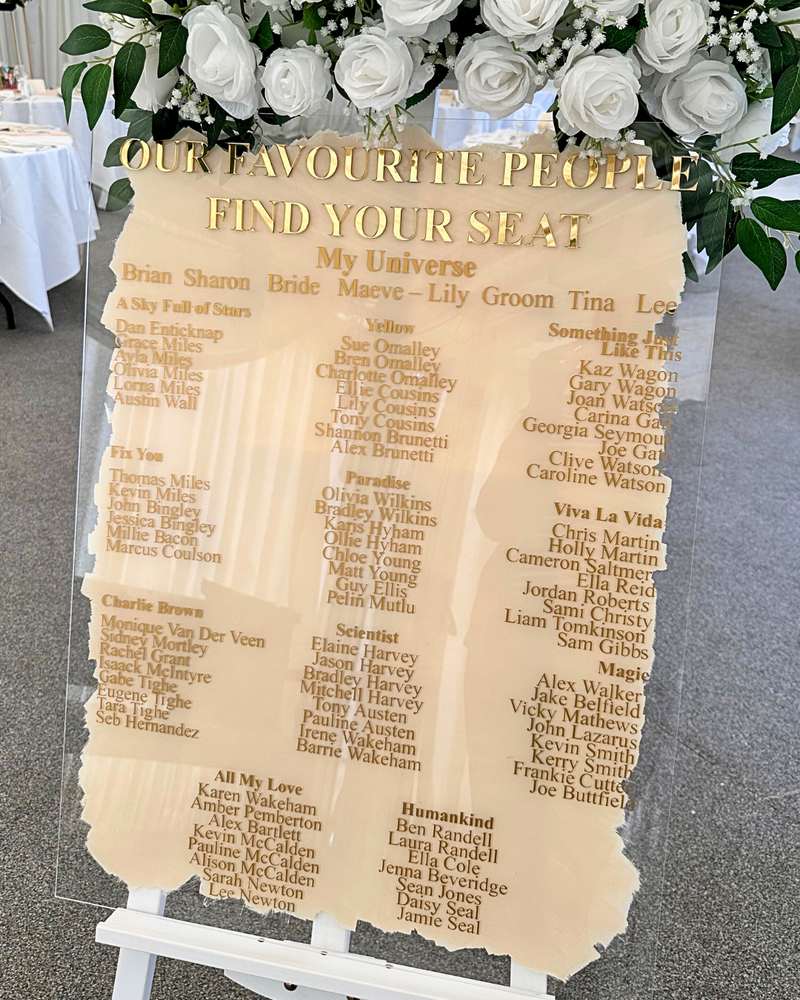 OUR FAVOURITE PEOPLE
FIND YOUR SEAT
My Universe
Brian Sharon Bride Maeve – Lily Groom Tina Lee
A Sky Full of Stars
Dan Enticknap
Grace Miles
Ayla Miles
Olivia Miles
Lorna Miles
Austin Wall
Yellow
Sue Omalley
Bren Omalley
Charlotte Omalley
Ellie Cousins
Lily Cousins
Tony Cousins
Shannon Brunetti
Alex Brunetti
Something Just
Like This
Kaz Wagon
Gary Wagon
Joan Watson
Carina Gatt
Georgia Seymour
Joe Gatt
Clive Watson
Caroline Watson
Fix You
Thomas Miles
Kevin Miles
John Bingley
Jessica Bingley
Millie Bacon
Marcus Coulson
Paradise
Olivia Wilkins
Bradley Wilkins
Karis Hyham
Ollie Hyham
Chloe Young
Matt Young
Guy Ellis
Pelin Mutlu
Viva La Vida
Chris Martin
Holly Martin
Cameron Saltmer
Ella Reid
Jordan Roberts
Sami Christy
Liam Tomkinson
Sam Gibbs
Charlie Brown
Monique Van Der Veen
Sidney Mortley
Rachel Grant
Isaack McIntyre
Gabe Tighe
Eugene Tighe
Tara Tighe
Seb Hernandez
Scientist
Elaine Harvey
Jason Harvey
Bradley Harvey
Mitchell Harvey
Tony Austen
Pauline Austen
Irene Wakeham
Barrie Wakeham
Magic
Alex Walker
Jake Belfield
Vicky Mathews
John Lazarus
Kevin Smith
Kerry Smith
Frankie Cutts
Joe Buttfield
All My Love
Karen Wakeham
Amber Pemberton
Alex Bartlett
Kevin McCalden
Pauline McCalden
Alison McCalden
Sarah Newton
Lee Newton
Humankind
Ben Randell
Laura Randell
Ella Cole
Jenna Beveridge
Sean Jones
Daisy Seal
Jamie Seal